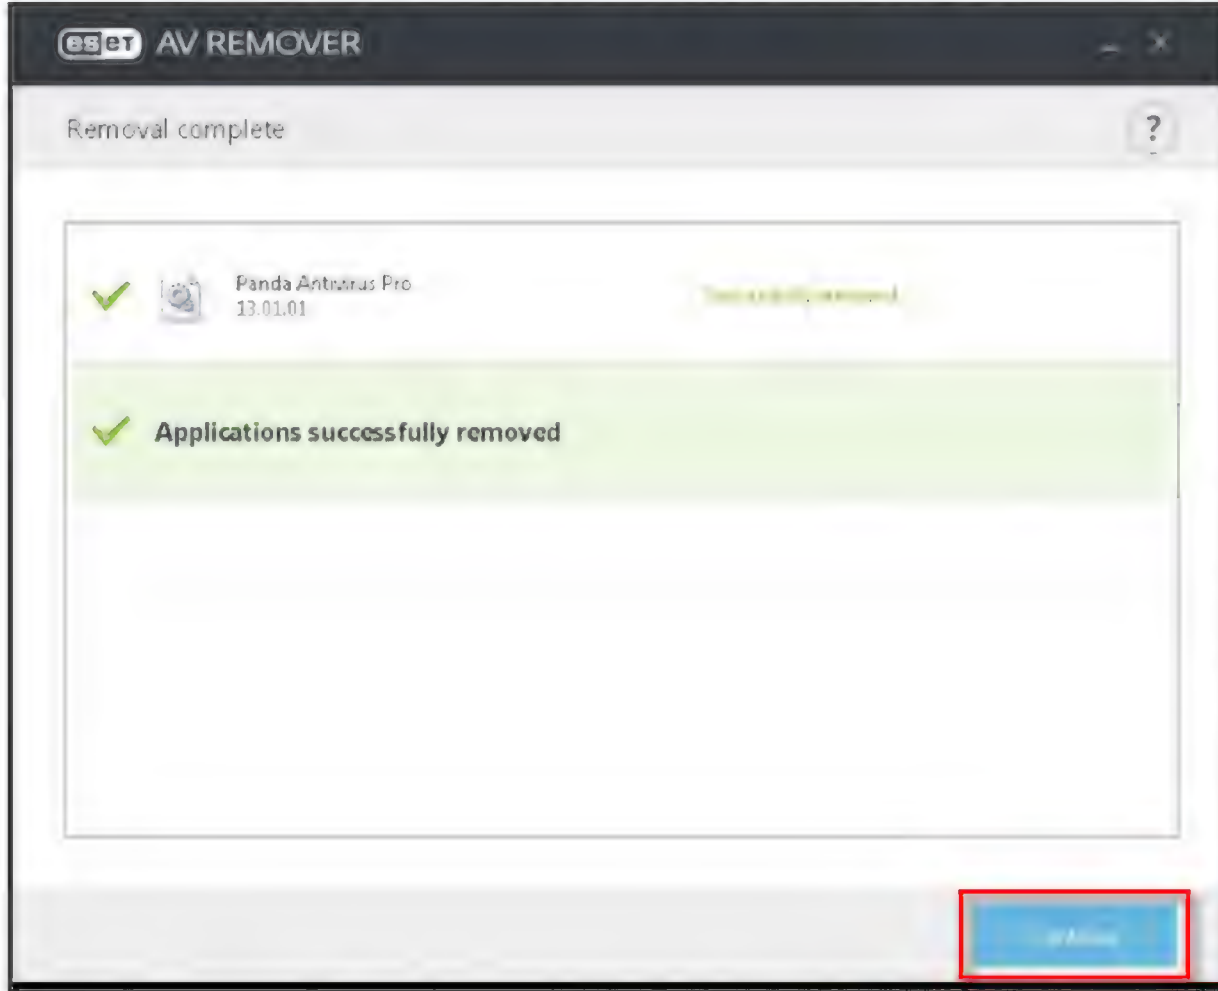 eset AV REMOVER
Removal complete
?
Panda Antivirus Pro
13.01.01
Applications successfully removed